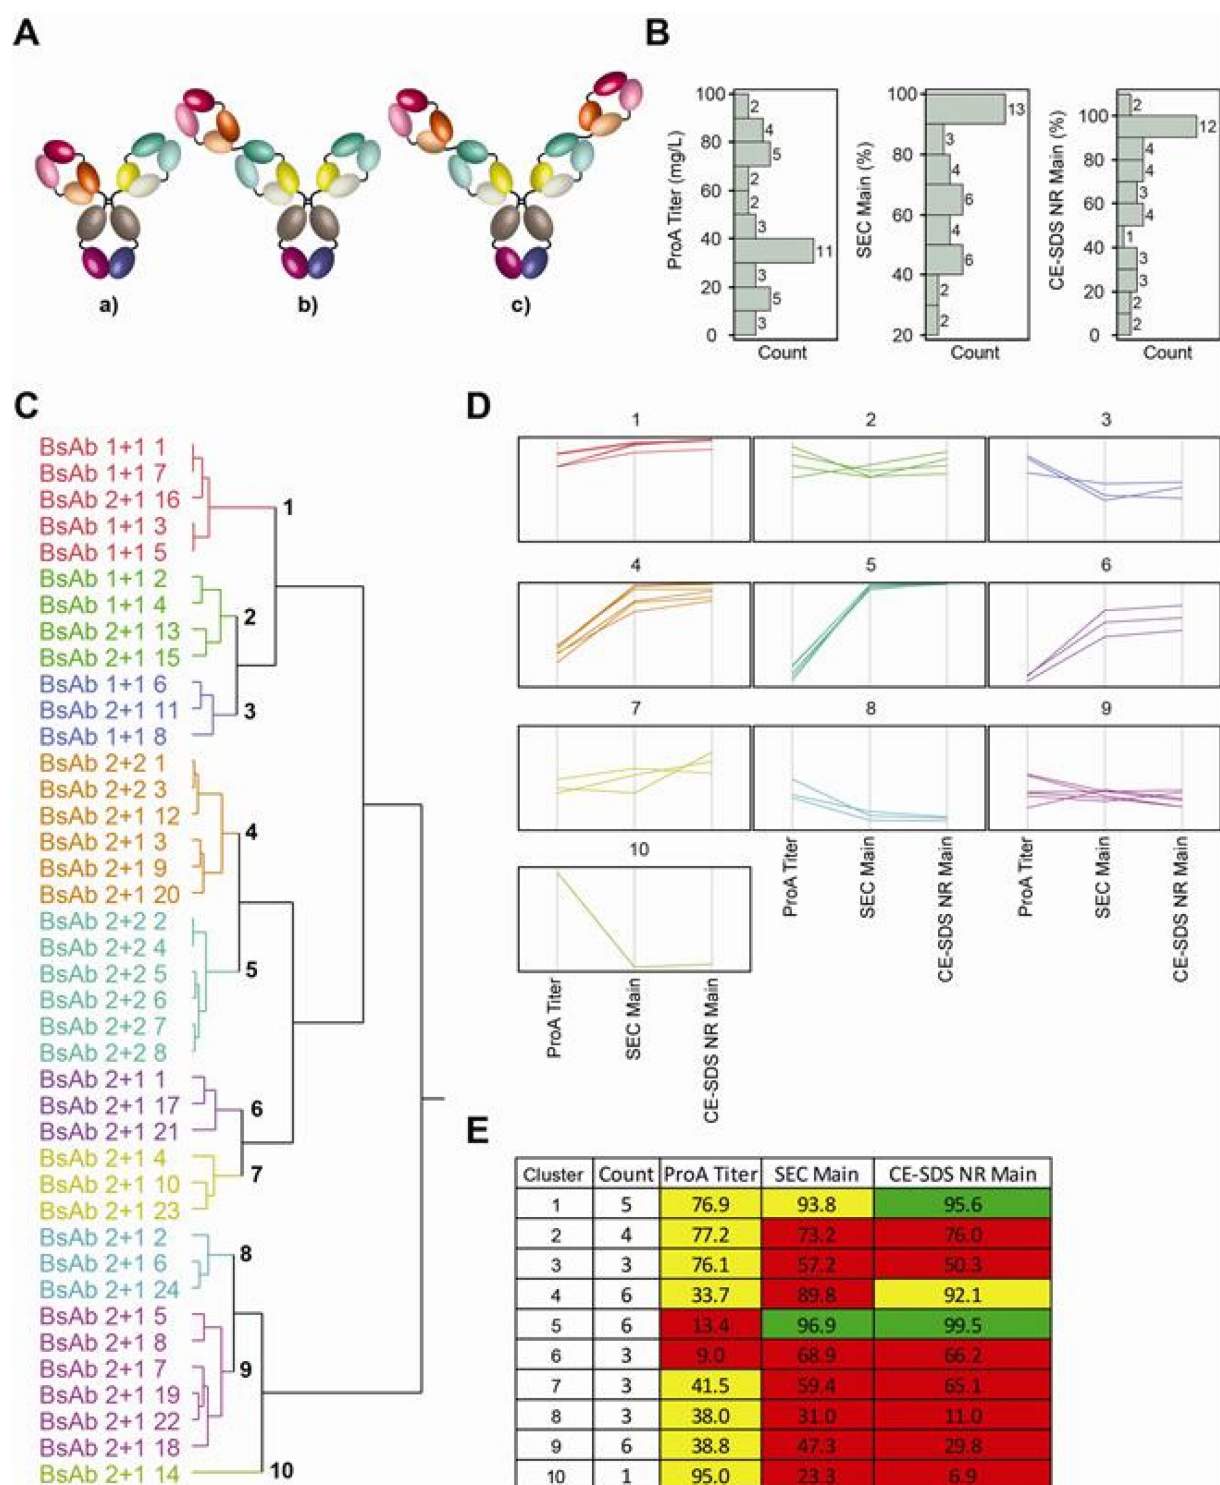 A
a)
b)
c)
B
100
80
60
40
20
0
ProA Titer (mg/L)
2
4
5
2
2
3
11
3
5
3
Count
100
80
60
40
20
SEC Main (%)
13
3
4
6
4
6
2
2
Count
100
80
60
40
20
0
CE-SDS NR Main (%)
2
12
4
4
3
4
1
3
3
2
2
Count
C
BsAb 1+1 1
BsAb 1+1 7
BsAb 2+1 16
BsAb 1+1 3
BsAb 1+1 5
BsAb 1+1 2
BsAb 1+1 4
BsAb 2+1 13
BsAb 2+1 15
BsAb 1+1 6
BsAb 2+1 11
BsAb 1+1 8
BsAb 2+2 1
BsAb 2+2 3
BsAb 2+1 12
BsAb 2+1 3
BsAb 2+1 9
BsAb 2+1 20
BsAb 2+2 2
BsAb 2+2 4
BsAb 2+2 5
BsAb 2+2 6
BsAb 2+2 7
BsAb 2+2 8
BsAb 2+1 1
BsAb 2+1 17
BsAb 2+1 21
BsAb 2+1 4
BsAb 2+1 10
BsAb 2+1 23
BsAb 2+1 2
BsAb 2+1 6
BsAb 2+1 24
BsAb 2+1 5
BsAb 2+1 8
BsAb 2+1 7
BsAb 2+1 19
BsAb 2+1 22
BsAb 2+1 18
BsAb 2+1 14
1
2
3
4
5
6
7
8
9
10
D
1 2 3
4 5 6
7 8 9
10
ProA Titer
SEC Main
CE-SDS NR Main
ProA Titer
SEC Main
CE-SDS NR Main
ProA Titer
SEC Main
CE-SDS NR Main
E
Cluster Count ProA Titer SEC Main CE-SDS NR Main
1 5 76.9 93.8 95.6
2 4 77.2 73.2 76.0
3 3 76.1 57.2 50.3
4 6 33.7 89.8 92.1
5 6 13.4 96.9 99.5
6 3 9.0 68.9 66.2
7 3 41.5 59.4 65.1
8 3 38.0 31.0 11.0
9 6 38.8 47.3 29.8
10 1 95.0 23.3 6.9